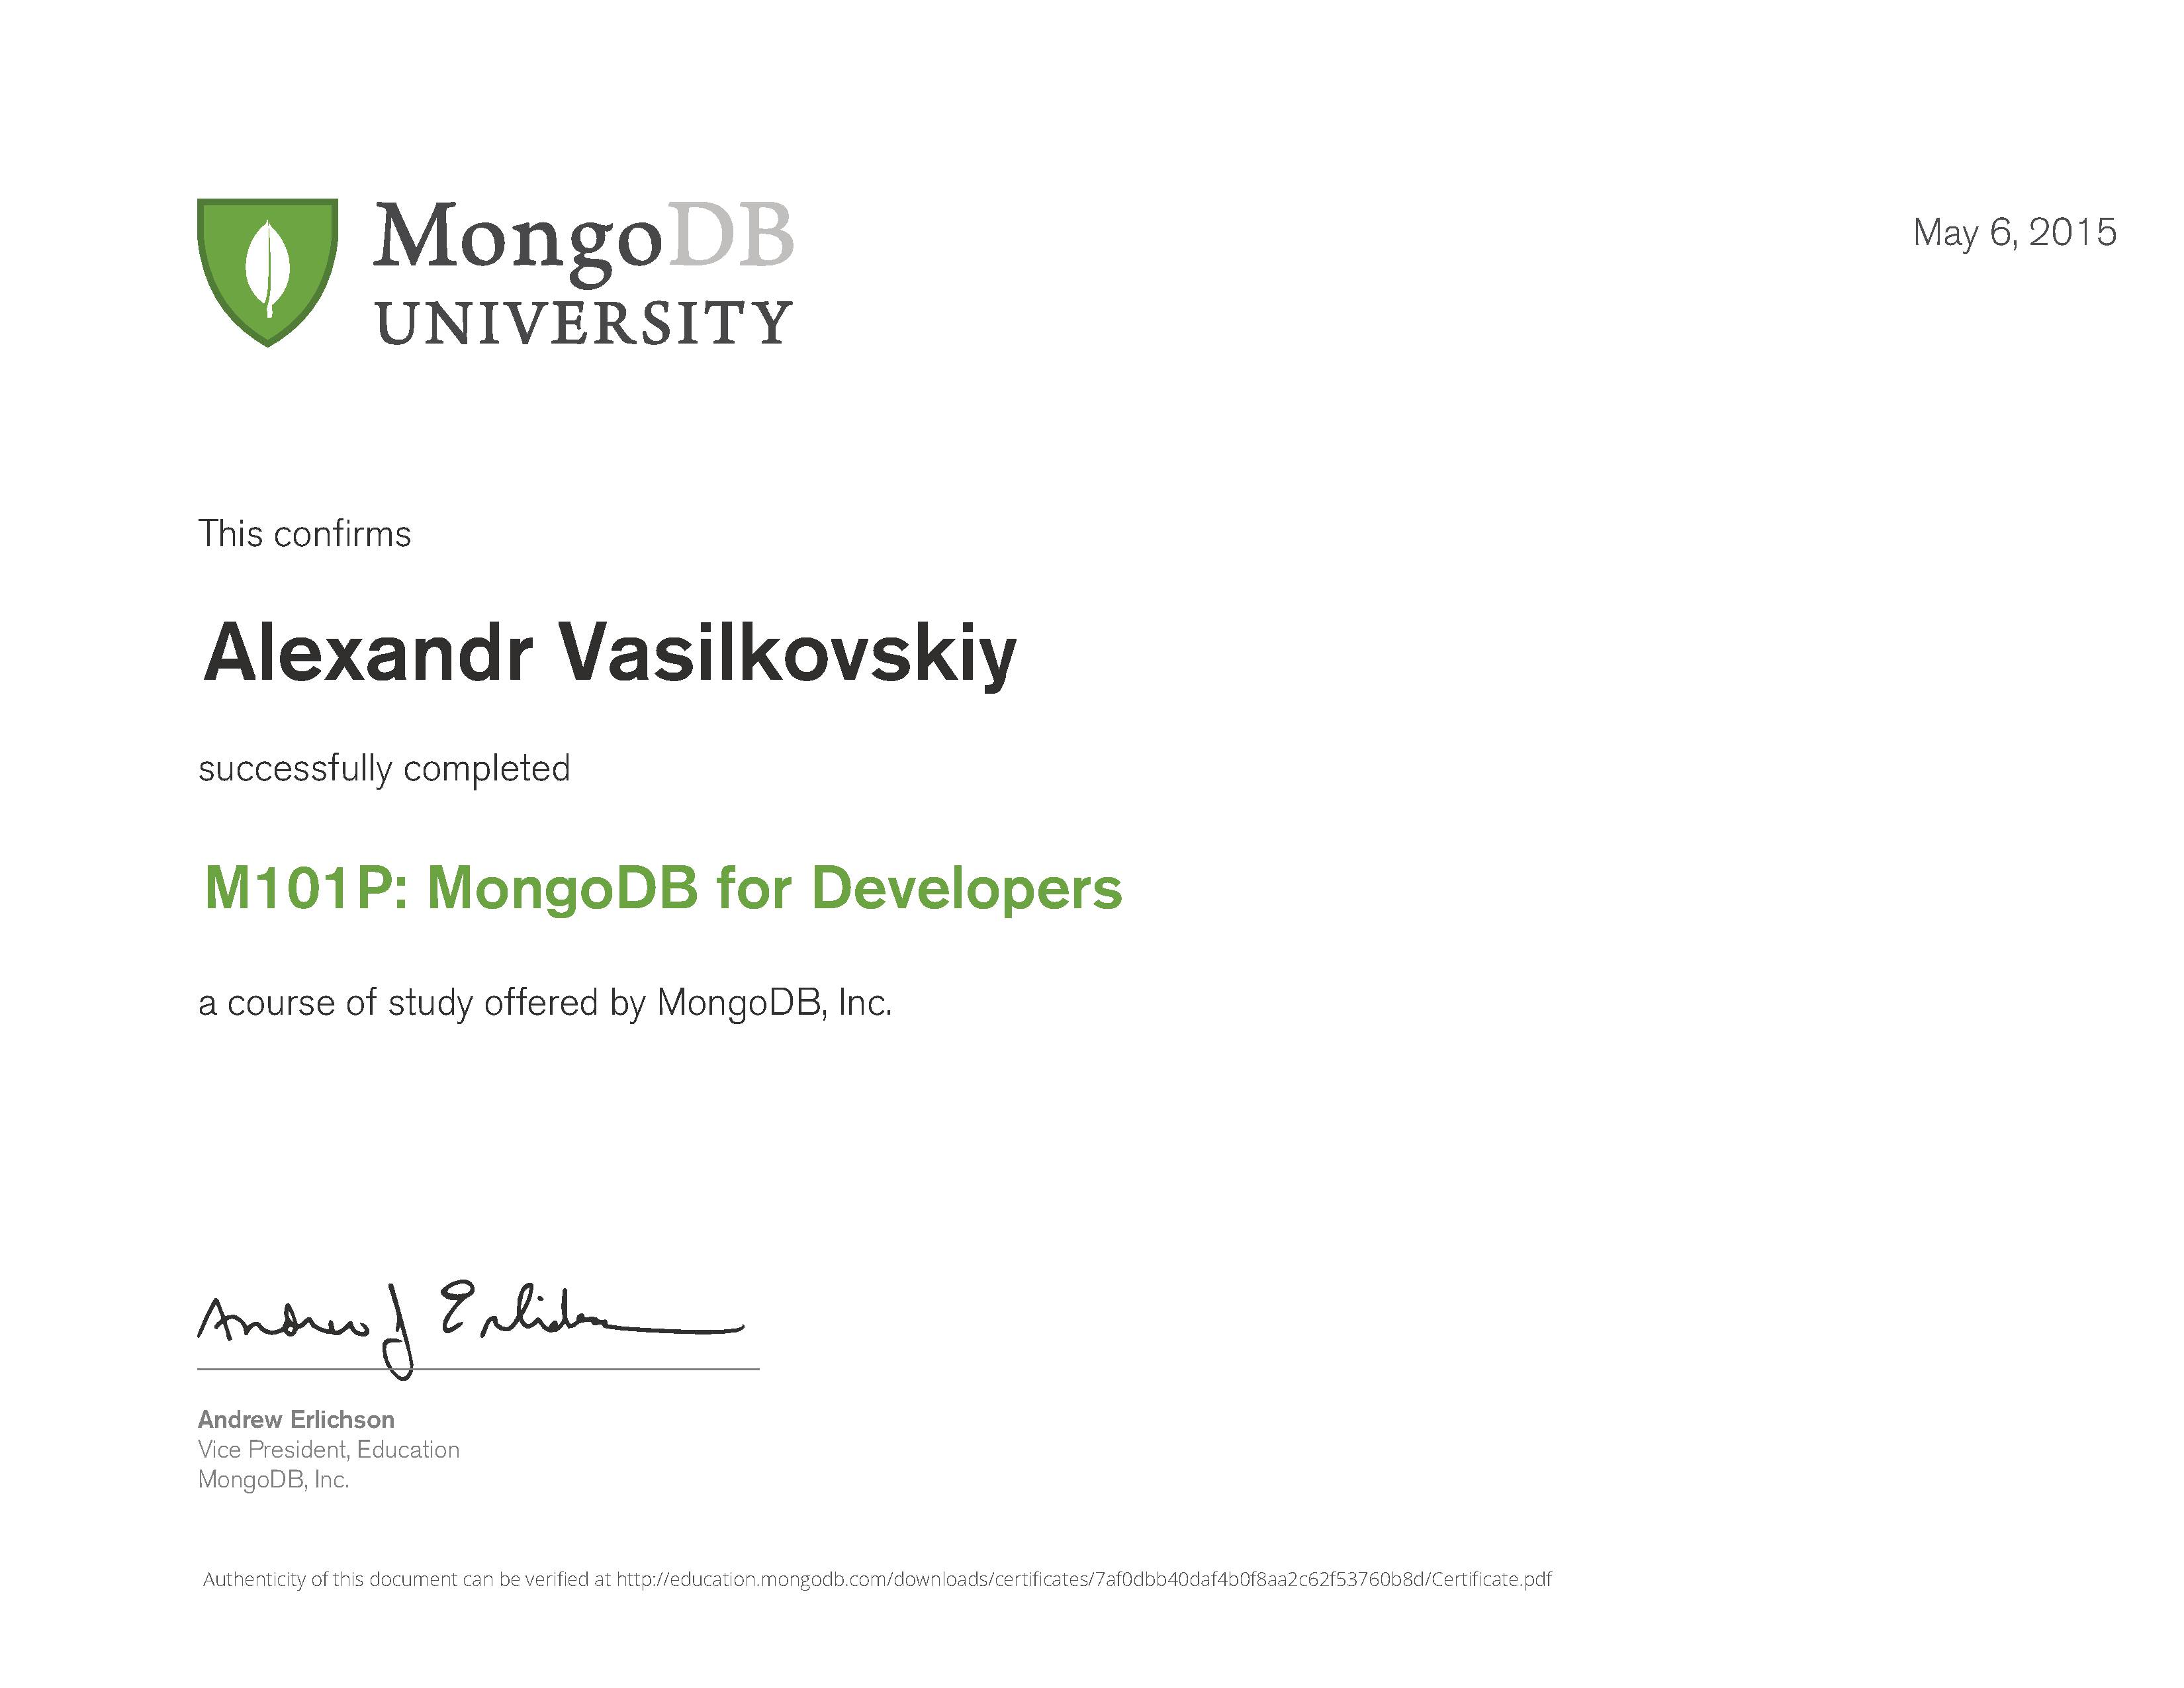 MongoDB
UNIVERSITY
May 6, 2015
This confirms
Alexandr Vasilkovskiy
successfully completed
M101P: MongoDB for Developers
a course of study offered by MongoDB, Inc.
Andrew Erlichson
Vice President, Education
MongoDB, Inc.
Authenticity of this document can be verified at http://education.mongodb.com/downloads/certificates/7af0dbb40daf4b0f8aa2c62f53760b8d/Certificate.pdf